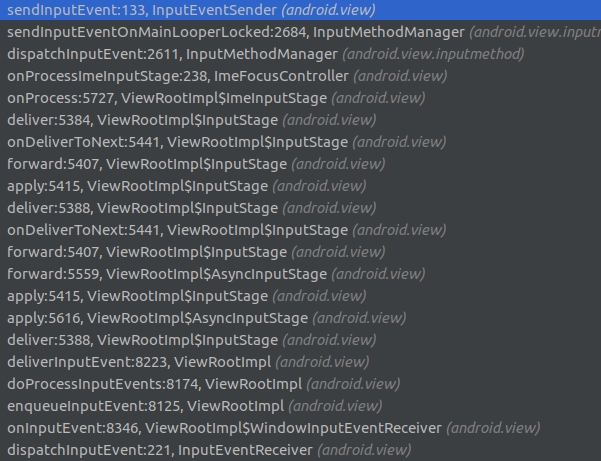 sendInputEvent:133, InputEventSender (android.view)
sendInputEventOnMainLooperLocked:2684, InputMethodManager (android.view.inputr
dispatchInputEvent:2611, InputMethodManager (android.view.inputmethod)
onProcessImeInputStage:238, ImeFocusController (android.view)
onProcess:5727, ViewRootImpl$ImeInputStage (android.view)
deliver:5384, ViewRootImpl$InputStage (android.view)
onDeliverToNext:5441, ViewRootImpl$InputStage (android.view)
forward:5407, ViewRootImpl$InputStage (android.view)
apply:5415, ViewRootImpl$InputStage (android.view)
deliver:5388, ViewRootImpl$InputStage (android.view)
onDeliverToNext:5441, ViewRootImpl$InputStage (android.view)
forward:5407, ViewRootImpl$InputStage (android.view)
forward:5559, ViewRootImpl$AsyncInputStage (android.view)
apply:5415, ViewRootImpl$InputStage (android.view)
apply:5616, ViewRootImpl$AsyncInputStage (android.view)
deliver:5388, ViewRootImpl$InputStage (android.view)
deliverInputEvent:8223, ViewRootImpl (android.view)
doProcessInputEvents:8174, ViewRootImpl (android.view)
enqueueInputEvent:8125, ViewRootImpl (android.view)
onInputEvent:8346, ViewRootImpl$WindowInputEventReceiver (android.view)
dispatchInputEvent:221, InputEventReceiver (android.view)